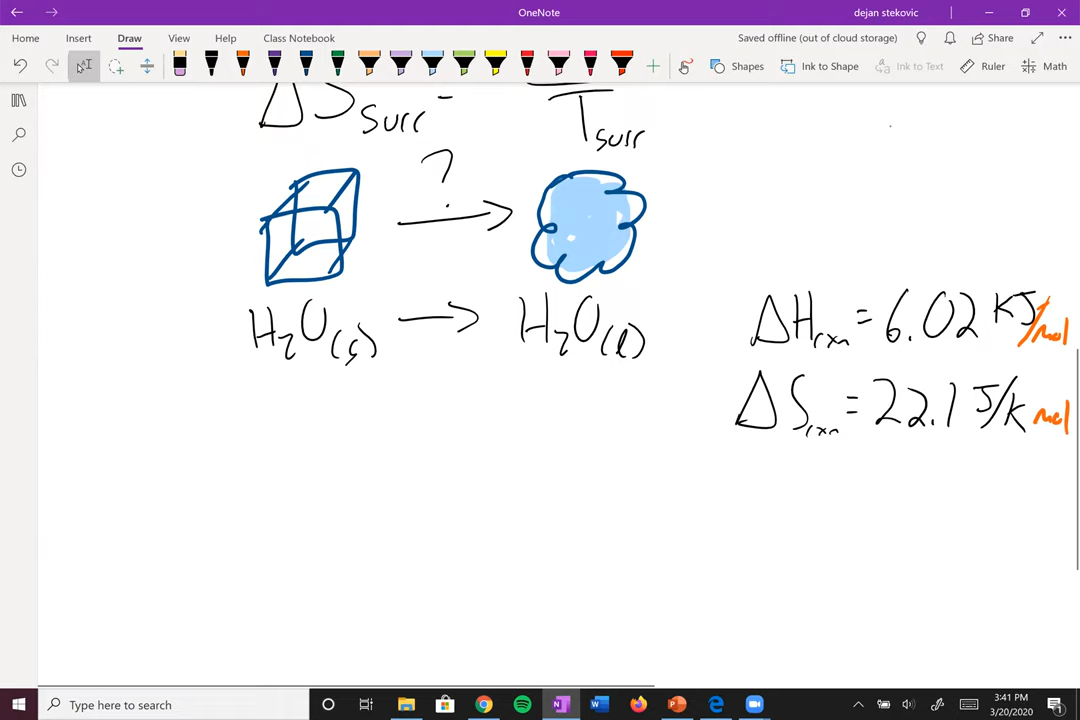 OneNote
dejan stekovic
Home Insert Draw View Help Class Notebook
Saved offline (out of cloud storage)
Share
Shapes
Ink to Shape
Ink to Text
Ruler
Math
ΔS_surr =
T_surr
?
H₂O(s) → H₂O(l)
ΔH_rxn = 6.02 KJ/mol
ΔS_rxn = 22.1 J/K mol
Type here to search
3:41 PM
3/20/2020
1